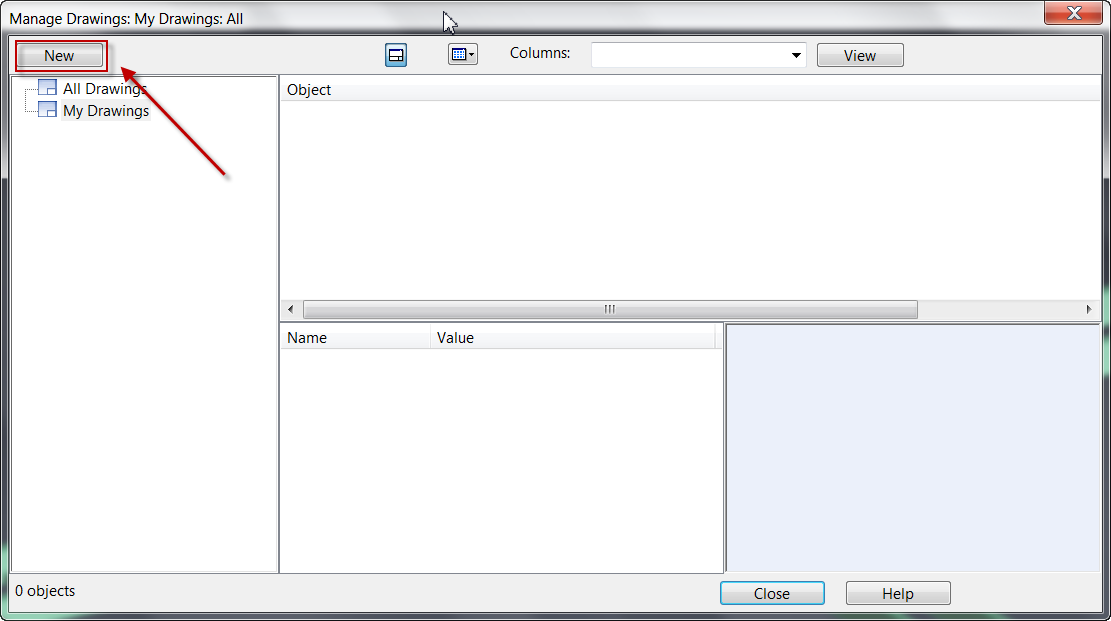 Manage Drawings: My Drawings: All
New
Columns:
View
All Drawings
My Drawings
Object
Name
Value
0 objects
Close
Help